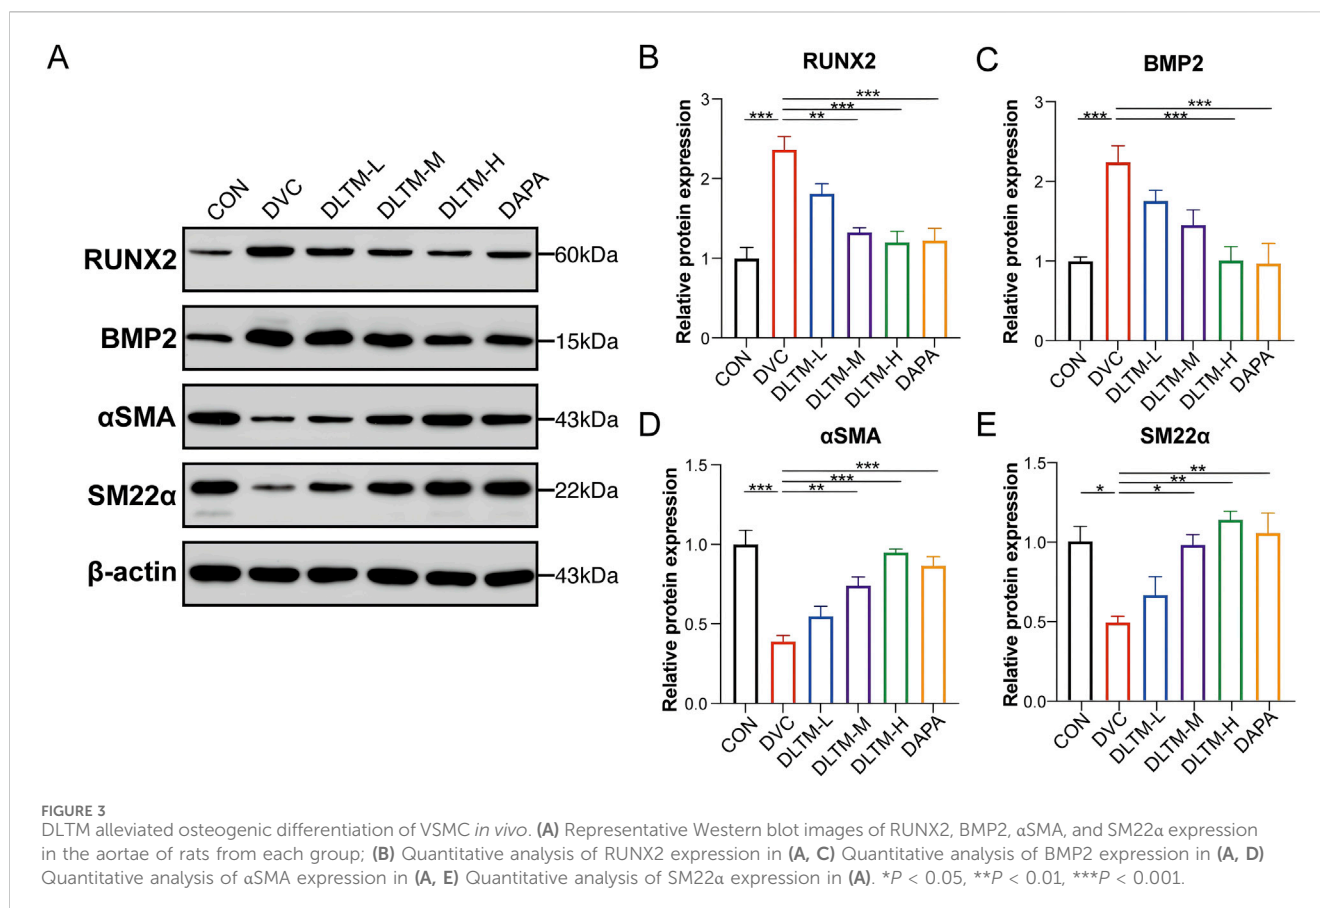 A
CON DVC DLTM-L DLTM-M DLTM-H DAPA
RUNX2 60kDa
BMP2 15kDa
αSMA 43kDa
SM22α 22kDa
β-actin 43kDa
B
RUNX2
Relative protein expression
3
2
1
0
*** ** *** ***
CON DVC DLTM-L DLTM-M DLTM-H DAPA
C
BMP2
Relative protein expression
3
2
1
0
*** *** ***
CON DVC DLTM-L DLTM-M DLTM-H DAPA
D
αSMA
Relative protein expression
1.5
1.0
0.5
0.0
*** ** *** ***
CON DVC DLTM-L DLTM-M DLTM-H DAPA
E
SM22α
Relative protein expression
1.5
1.0
0.5
0.0
* * ** **
CON DVC DLTM-L DLTM-M DLTM-H DAPA
FIGURE 3
DLTM alleviated osteogenic differentiation of VSMC in vivo. (A) Representative Western blot images of RUNX2, BMP2, αSMA, and SM22α expression
in the aortae of rats from each group; (B) Quantitative analysis of RUNX2 expression in (A, C) Quantitative analysis of BMP2 expression in (A, D)
Quantitative analysis of αSMA expression in (A, E) Quantitative analysis of SM22α expression in (A). *P < 0.05, **P < 0.01, ***P < 0.001.